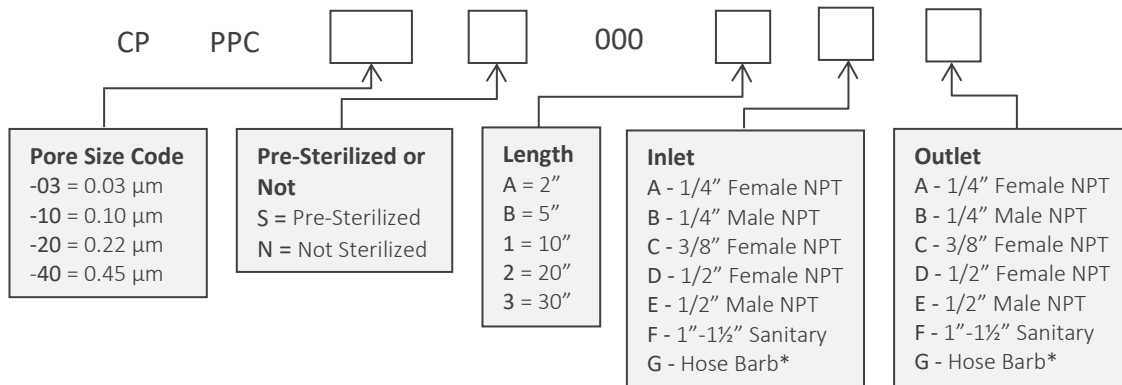 CP PPC 000
Pore Size Code
-03 = 0.03 µm
-10 = 0.10 µm
-20 = 0.22 µm
-40 = 0.45 µm
Pre-Sterilized or
Not
S = Pre-Sterilized
N = Not Sterilized
Length
A = 2”
B = 5”
1 = 10”
2 = 20”
3 = 30”
Inlet
A - 1/4” Female NPT
B - 1/4” Male NPT
C - 3/8” Female NPT
D - 1/2” Female NPT
E - 1/2” Male NPT
F - 1”-1½” Sanitary
G - Hose Barb*
Outlet
A - 1/4” Female NPT
B - 1/4” Male NPT
C - 3/8” Female NPT
D - 1/2” Female NPT
E - 1/2” Male NPT
F - 1”-1½” Sanitary
G - Hose Barb*